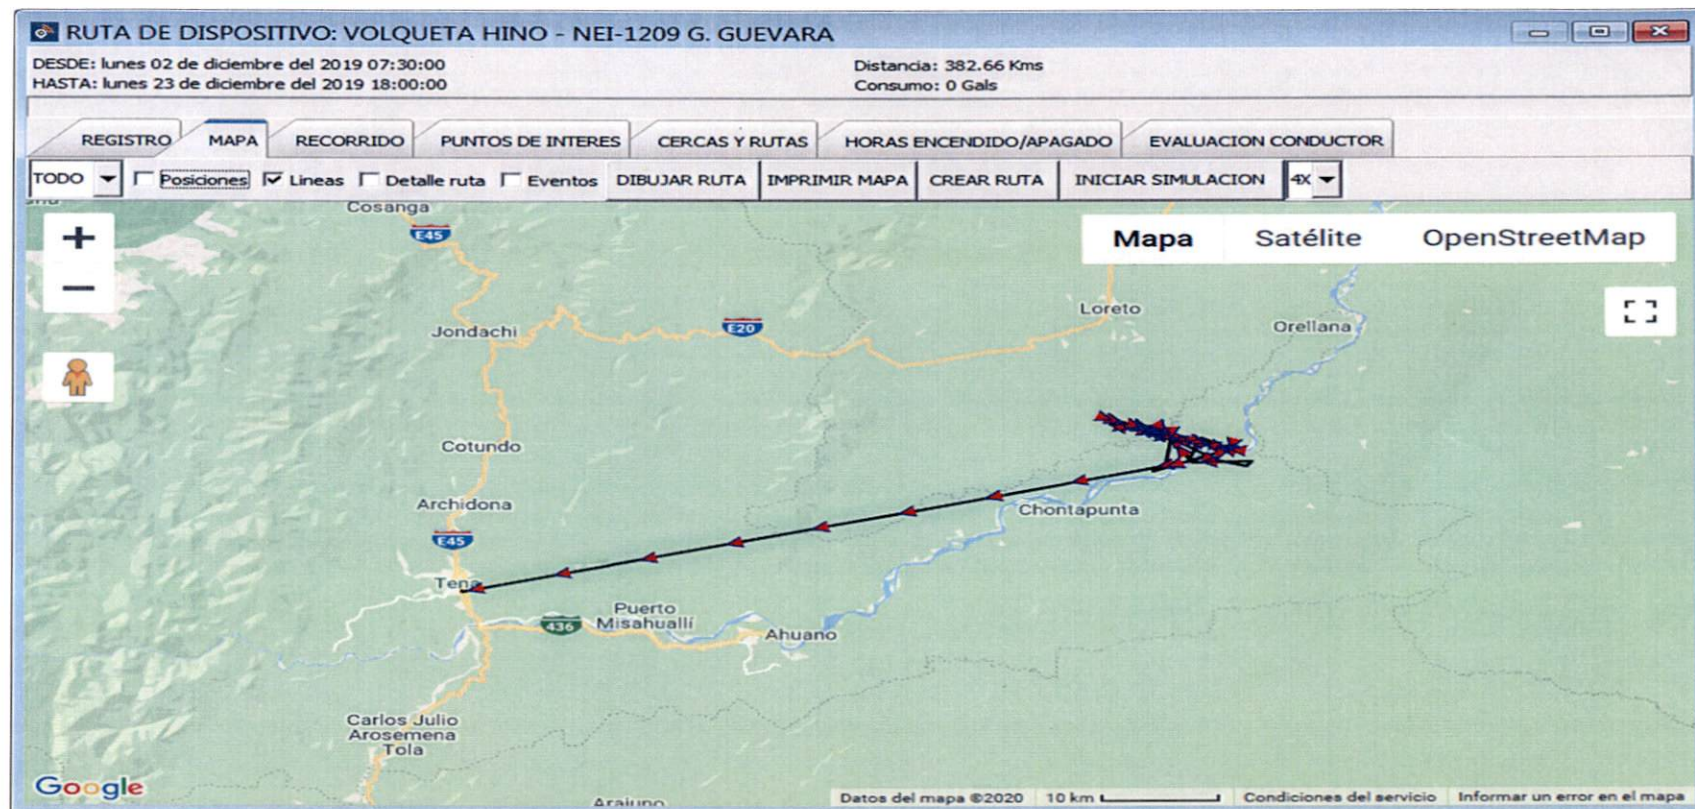 RUTA DE DISPOSITIVO: VOLQUETA HINO - NEI-1209 G. GUEVARA
DESDE: lunes 02 de diciembre del 2019 07:30:00
Distancia: 382.66 Kms
HASTA: lunes 23 de diciembre del 2019 18:00:00
Consumo: 0 Gals
REGISTRO MAPA RECORRIDO PUNTOS DE INTERES CERCAS Y RUTAS HORAS ENCENDIDO/APAGADO EVALUACION CONDUCTOR
TODO Posiciones Lineas Detalle ruta Eventos DIBUJAR RUTA IMPRIMIR MAPA CREAR RUTA INICIAR SIMULACION 4X
Cosanga
E45
Mapa Satélite OpenStreetMap
Loreto
Jondachi
E20
Orellana
Cotundo
Archidona
Chontapunta
E45
Tena
Puerto
Misahuallí
436
Ahuano
Carlos Julio
Arosemena
Tola
Google
Arajuno
Datos del mapa ©2020 10 km Condiciones del servicio Informar un error en el mapa